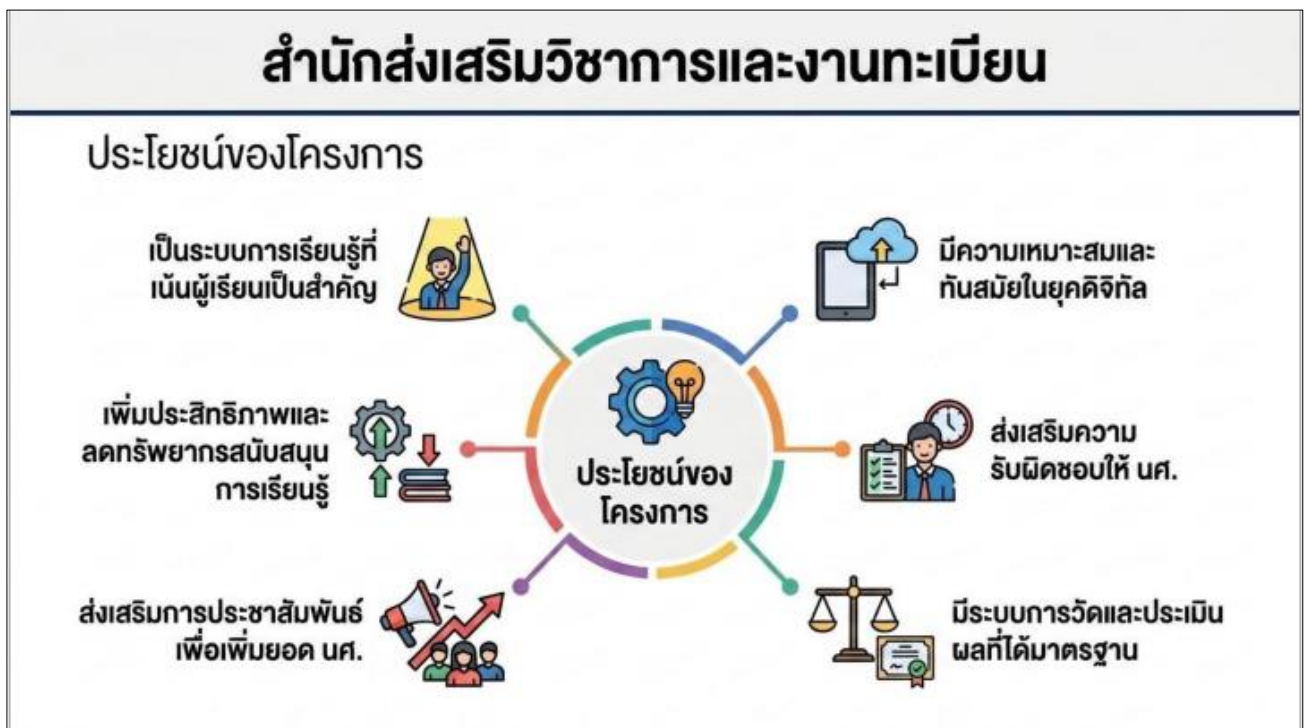 สำนักส่งเสริมวิชาการและงานทะเบียน
ประโยชน์ของโครงการ
เป็นระบบการเรียนรู้ที่
เน้นผู้เรียนเป็นสำคัญ
มีความเหมาะสมและ
ทันสมัยในยุคดิจิทัล
เพิ่มประสิทธิภาพและ
ลดทรัพยากรสนับสนุน
การเรียนรู้
ประโยชน์ของ
โครงการ
ส่งเสริมความ
รับผิดชอบให้ นศ.
ส่งเสริมการประชาสัมพันธ์
เพื่อเพิ่มยอด นศ.
มีระบบการวัดและประเมิน
ผลที่ได้มาตรฐาน